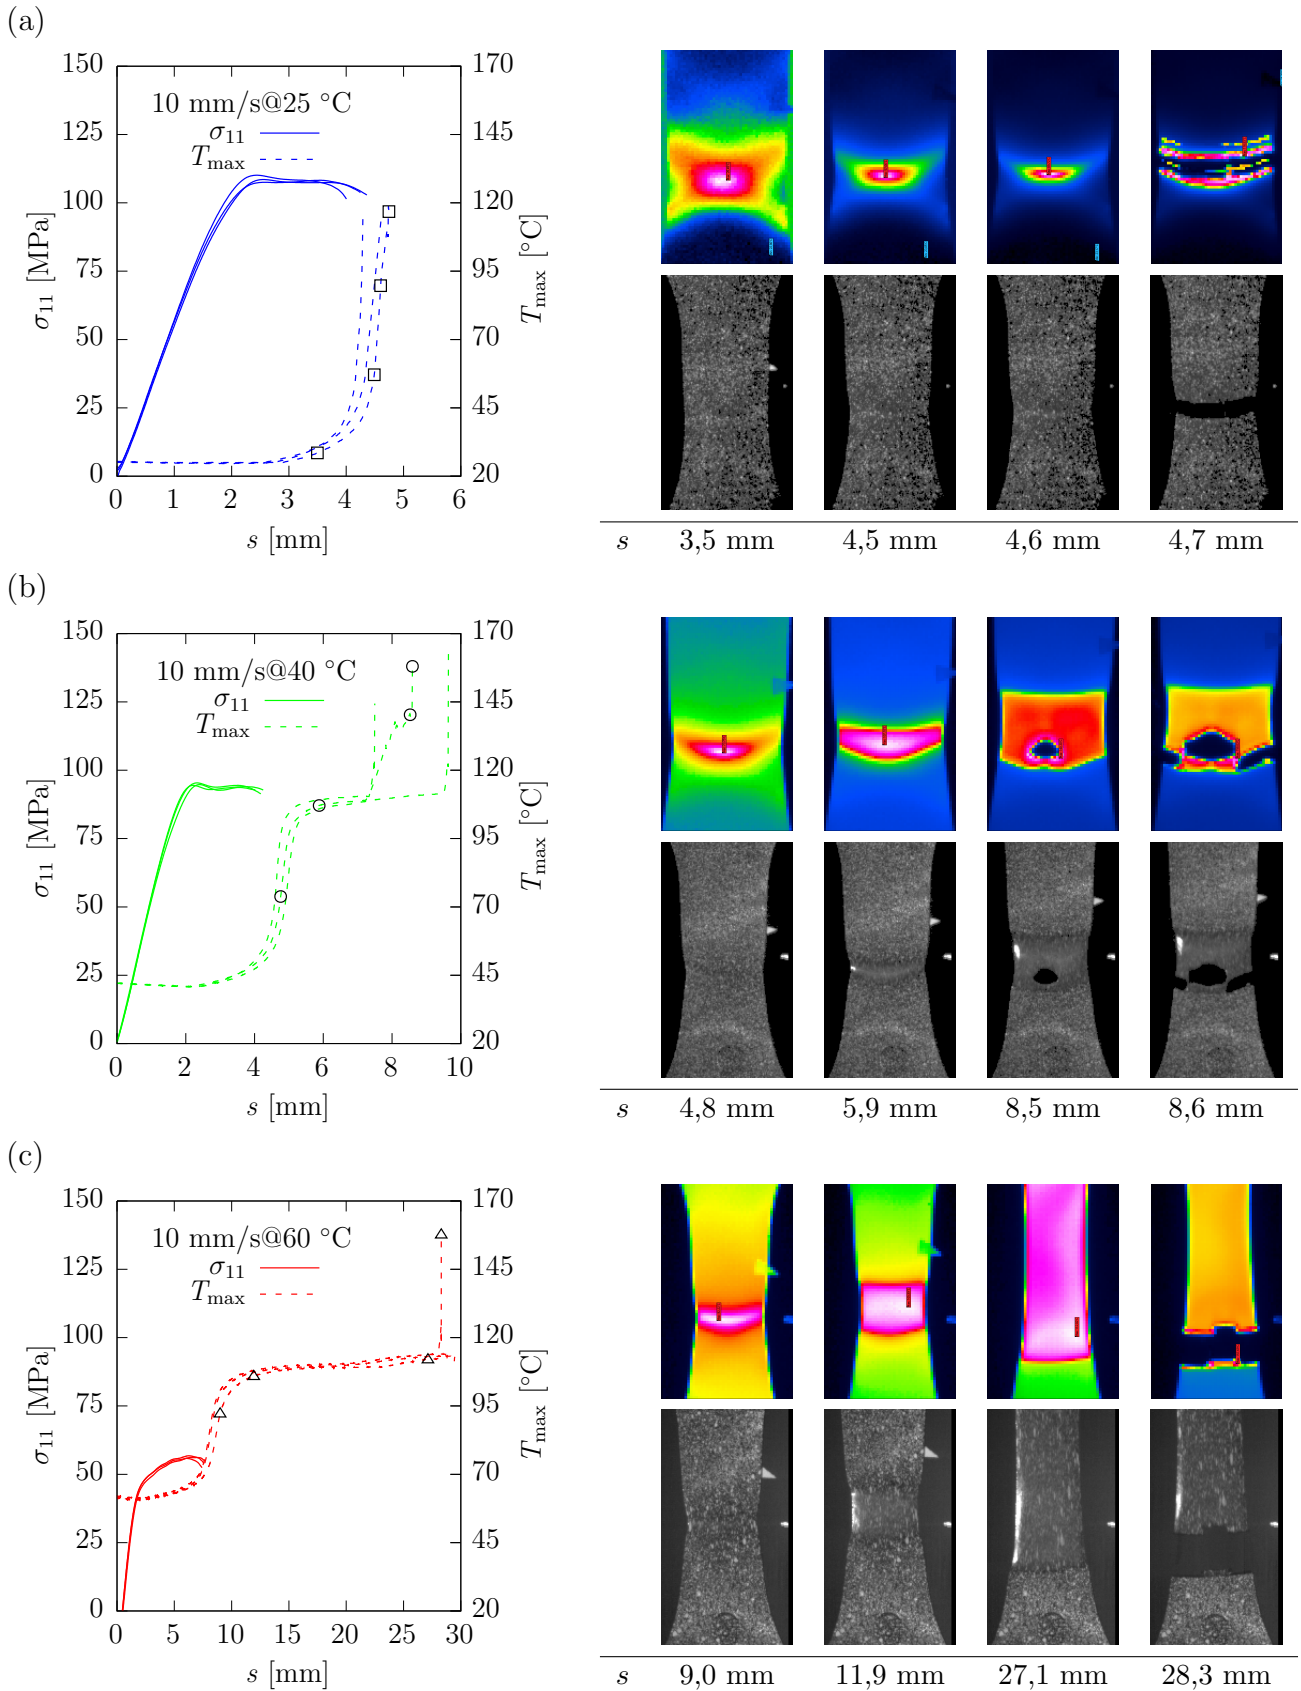 (a)
150
125
100
75
50
25
0
σ11 [MPa]
10 mm/s@25 °C
σ11
Tmax
170
145
120
95
70
45
20
Tmax [°C]
0 1 2 3 4 5 6
s [mm]
s 3,5 mm 4,5 mm 4,6 mm 4,7 mm
(b)
150
125
100
75
50
25
0
σ11 [MPa]
10 mm/s@40 °C
σ11
Tmax
170
145
120
95
70
45
20
Tmax [°C]
0 2 4 6 8 10
s [mm]
s 4,8 mm 5,9 mm 8,5 mm 8,6 mm
(c)
150
125
100
75
50
25
0
σ11 [MPa]
10 mm/s@60 °C
σ11
Tmax
170
145
120
95
70
45
20
Tmax [°C]
0 5 10 15 20 25 30
s [mm]
s 9,0 mm 11,9 mm 27,1 mm 28,3 mm